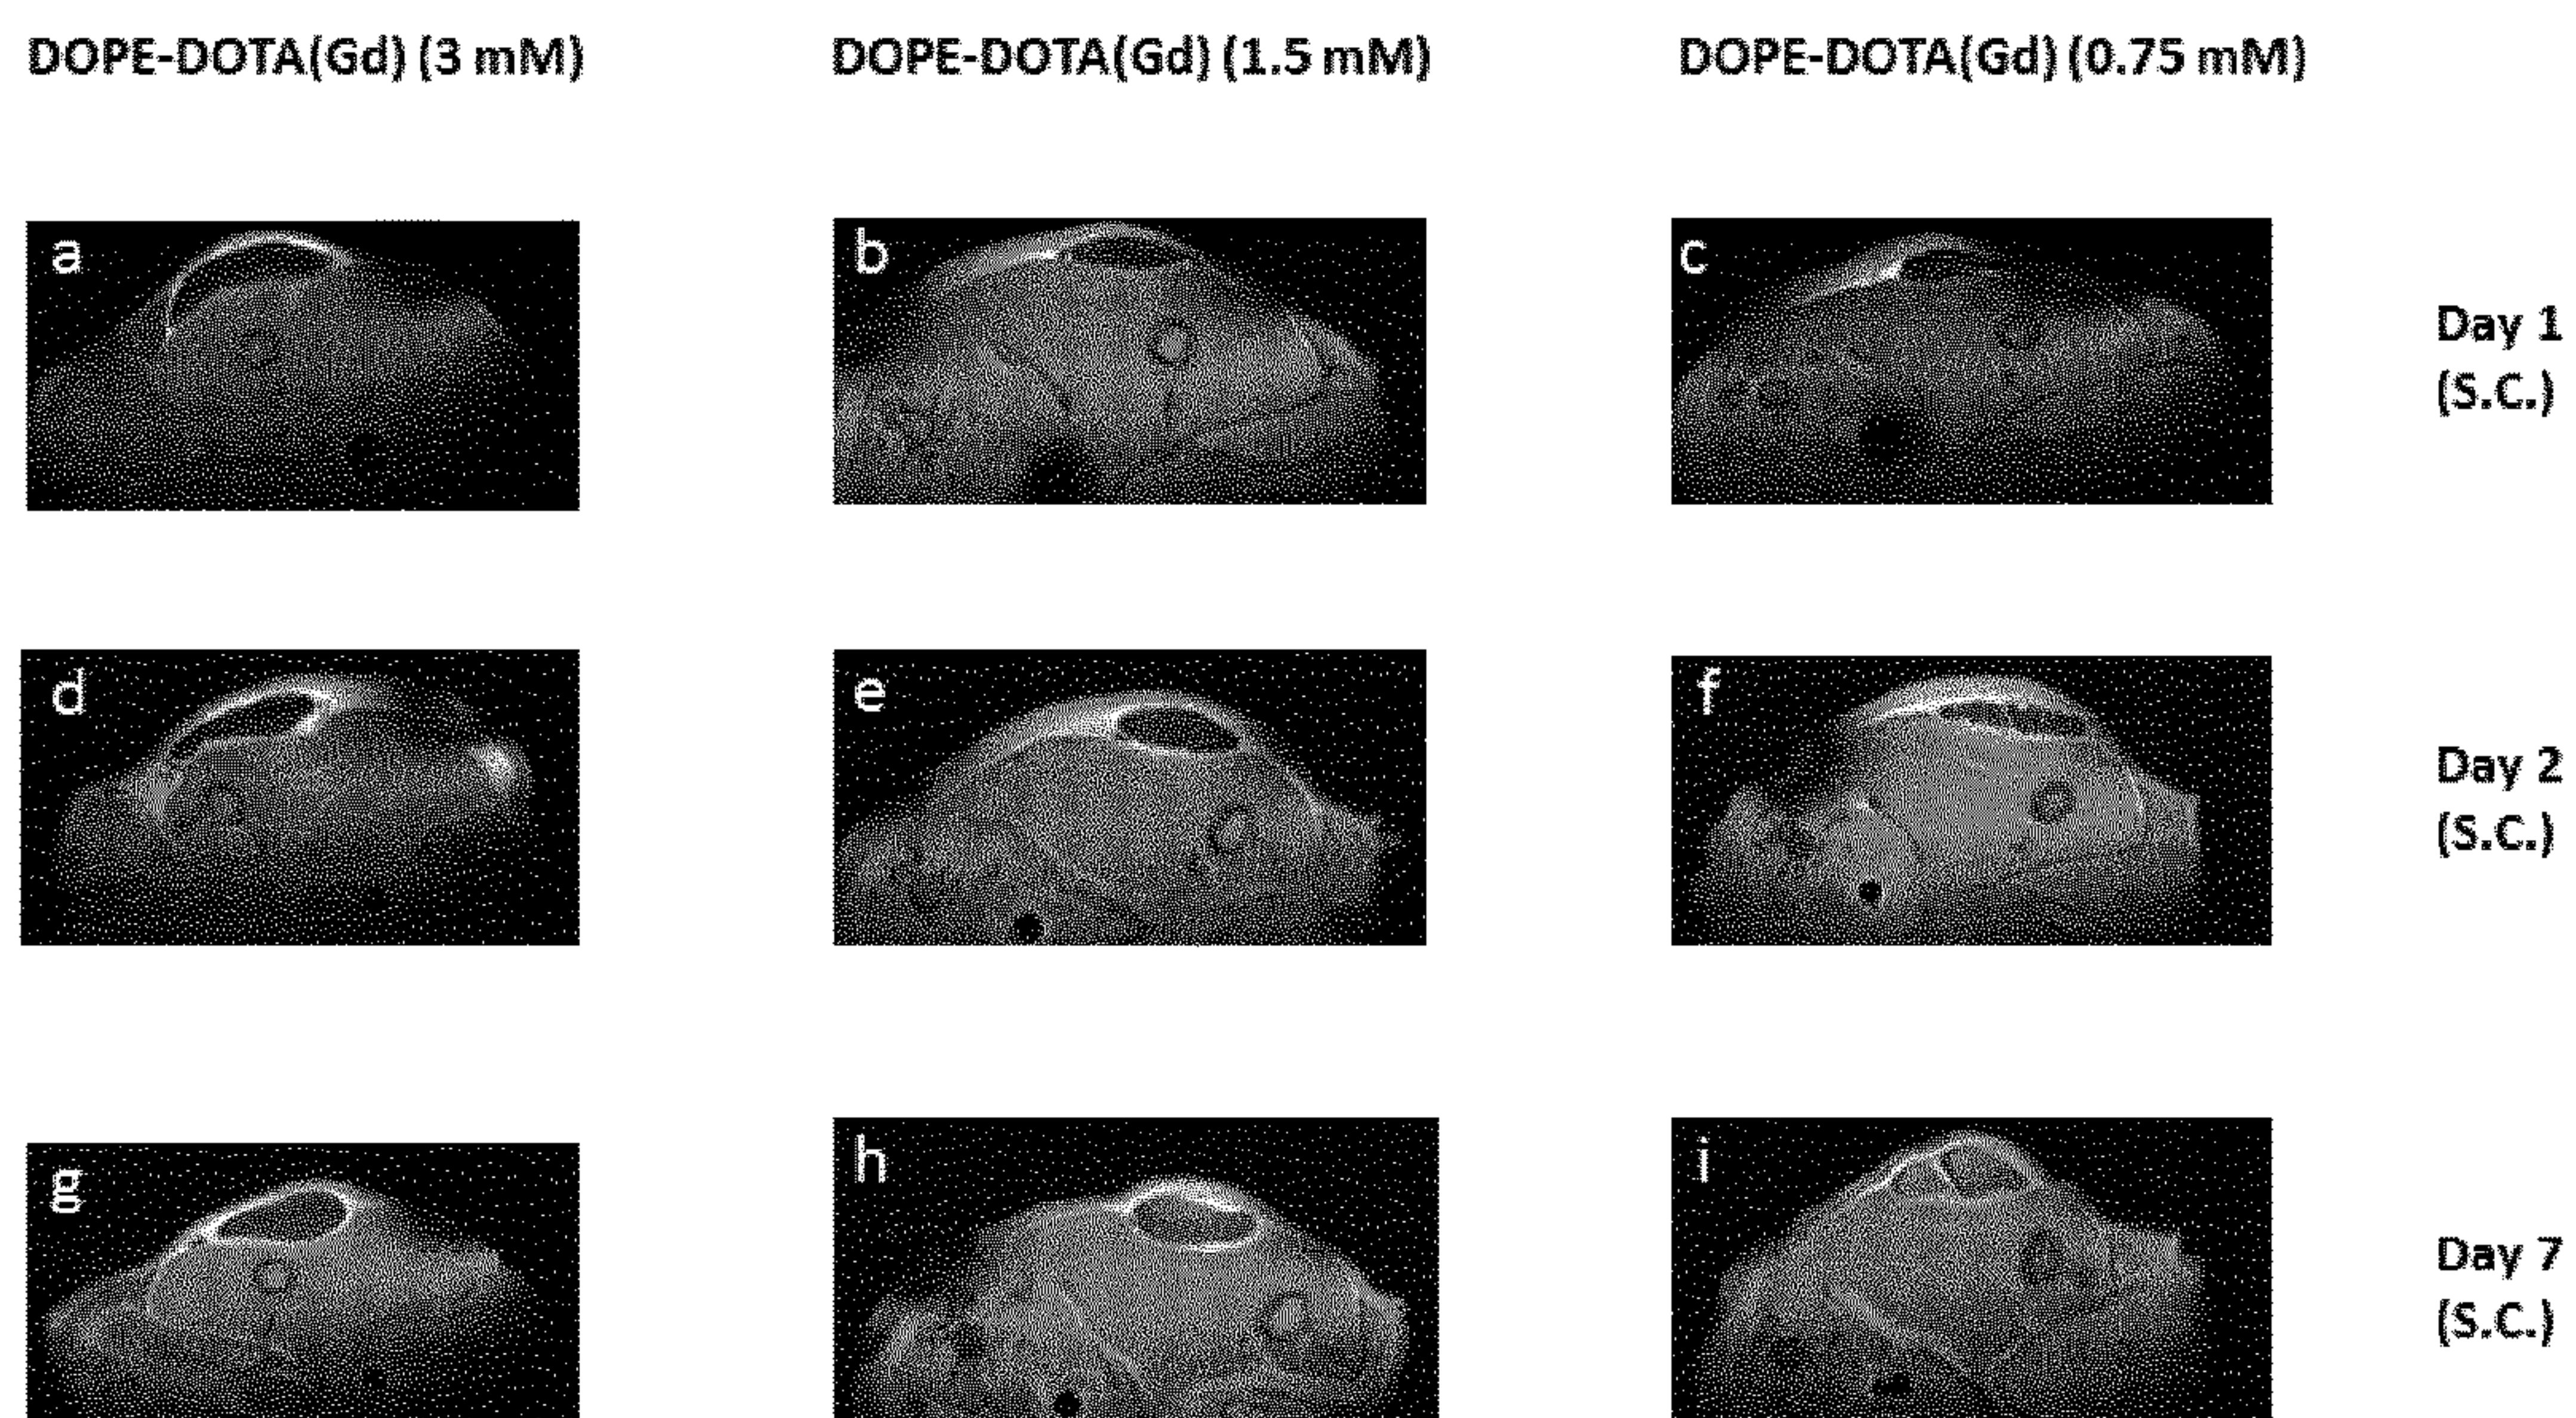 DOPE-DOTA(Gd) (3 mM)
DOPE-DOTA(Gd) (1.5 mM)
DOPE-DOTA(Gd) (0.75 mM)
a
b
c
Day 1
(S.C.)
d
e
f
Day 2
(S.C.)
g
h
i
Day 7
(S.C.)